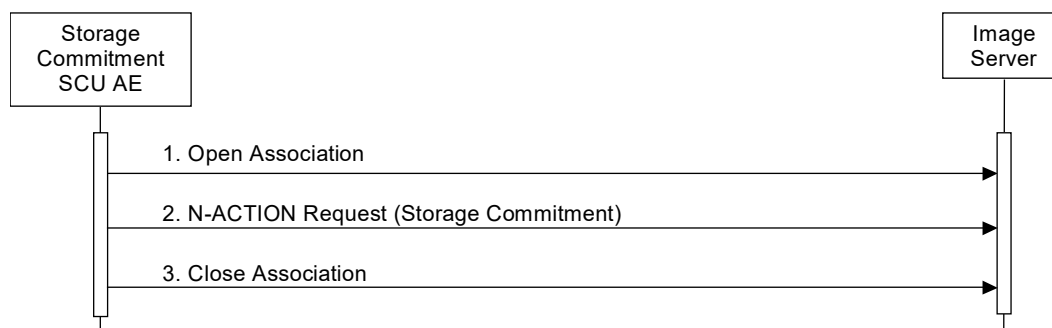 Storage
Commitment
SCU AE
Image
Server
1. Open Association
2. N-ACTION Request (Storage Commitment)
3. Close Association